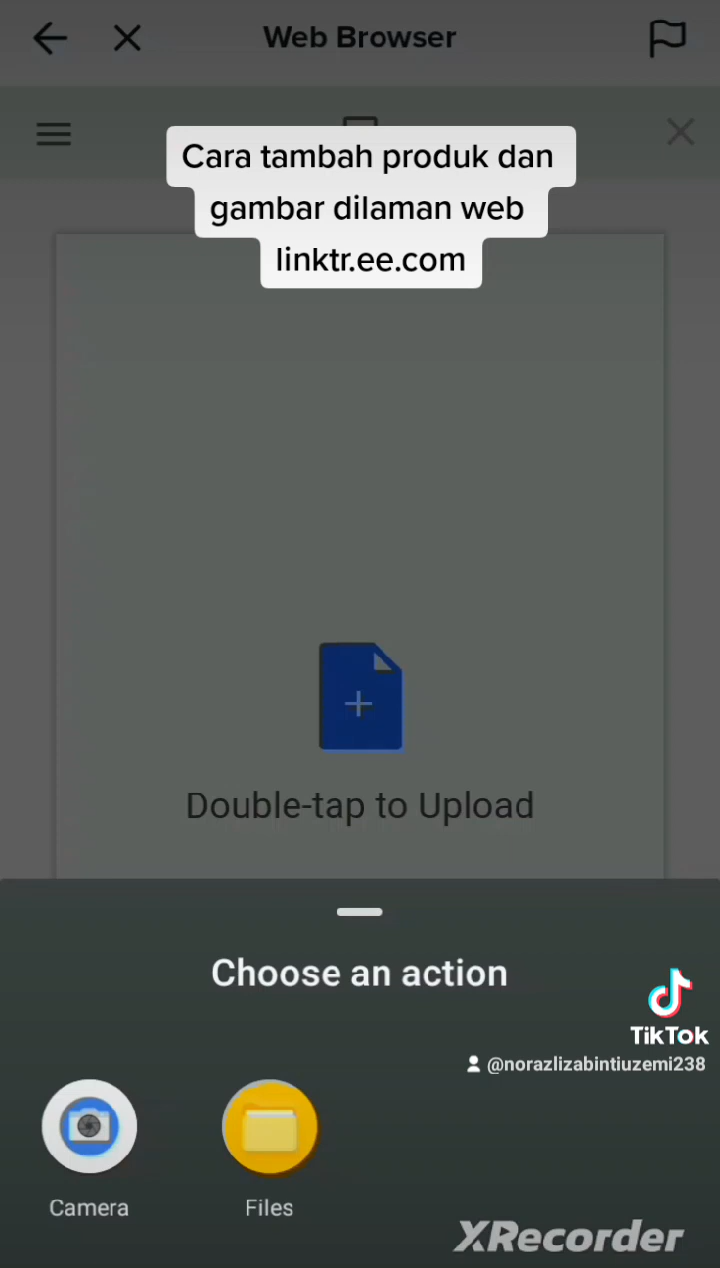 Web Browser
Cara tambah produk dan
gambar dilaman web
linktr.ee.com
Double-tap to Upload
Choose an action
TikTok
@norazlizabintiuzemi238
Camera
Files
XRecorder